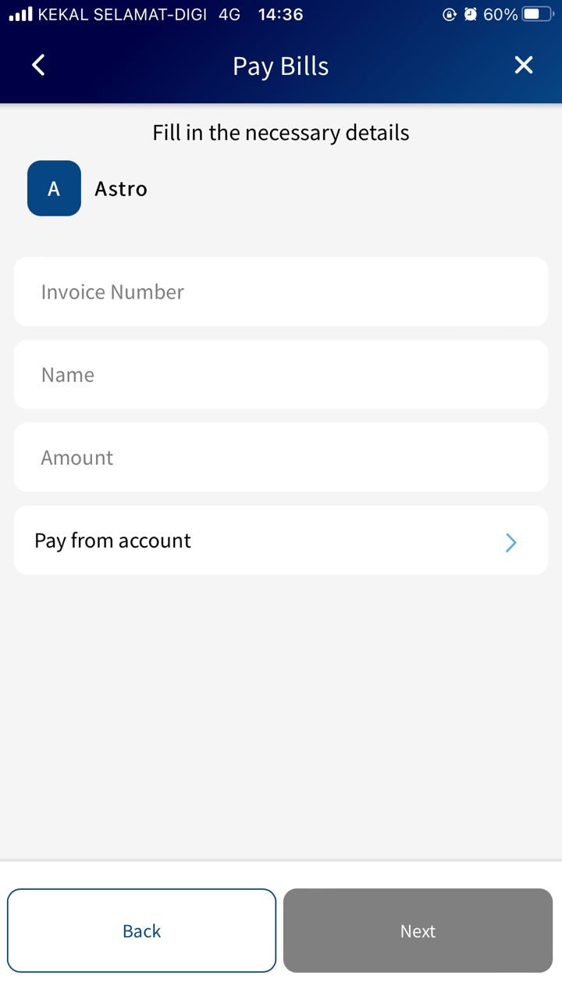 KEKAL SELAMAT-DIGI 4G 14:36 60%
Pay Bills
Fill in the necessary details
A Astro
Invoice Number
Name
Amount
Pay from account
Back Next